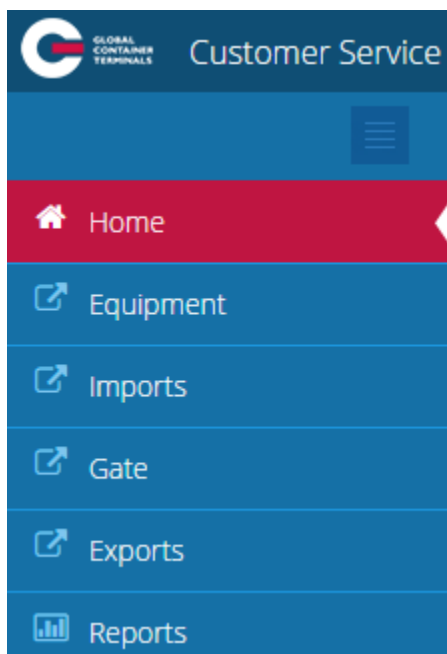 GLOBAL
CONTAINER
TERMINALS
Customer Service
Home
Equipment
Imports
Gate
Exports
Reports